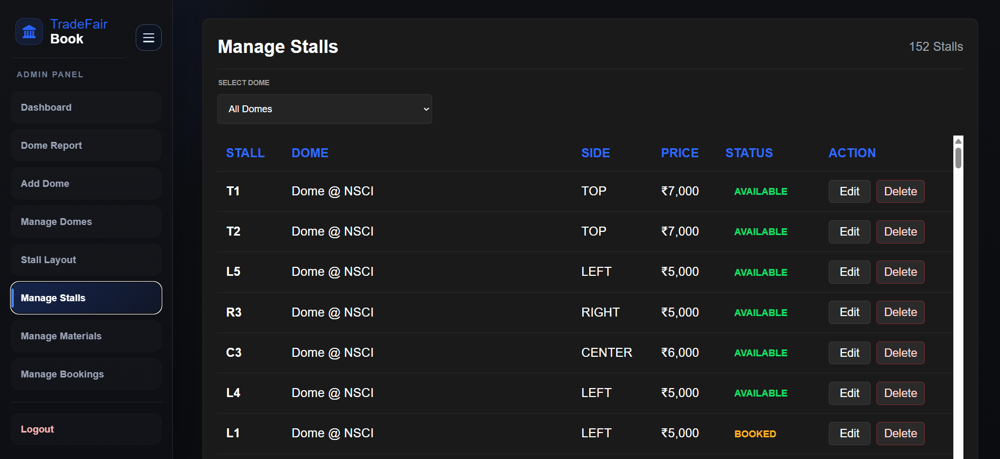 TradeFair
Book
ADMIN PANEL
Dashboard
Dome Report
Add Dome
Manage Domes
Stall Layout
Manage Stalls
Manage Materials
Manage Bookings
Logout
Manage Stalls
152 Stalls
SELECT DOME
All Domes
STALL DOME SIDE PRICE STATUS ACTION
T1 Dome @ NSCI TOP ₹7,000 AVAILABLE Edit Delete
T2 Dome @ NSCI TOP ₹7,000 AVAILABLE Edit Delete
L5 Dome @ NSCI LEFT ₹5,000 AVAILABLE Edit Delete
R3 Dome @ NSCI RIGHT ₹5,000 AVAILABLE Edit Delete
C3 Dome @ NSCI CENTER ₹6,000 AVAILABLE Edit Delete
L4 Dome @ NSCI LEFT ₹5,000 AVAILABLE Edit Delete
L1 Dome @ NSCI LEFT ₹5,000 BOOKED Edit Delete